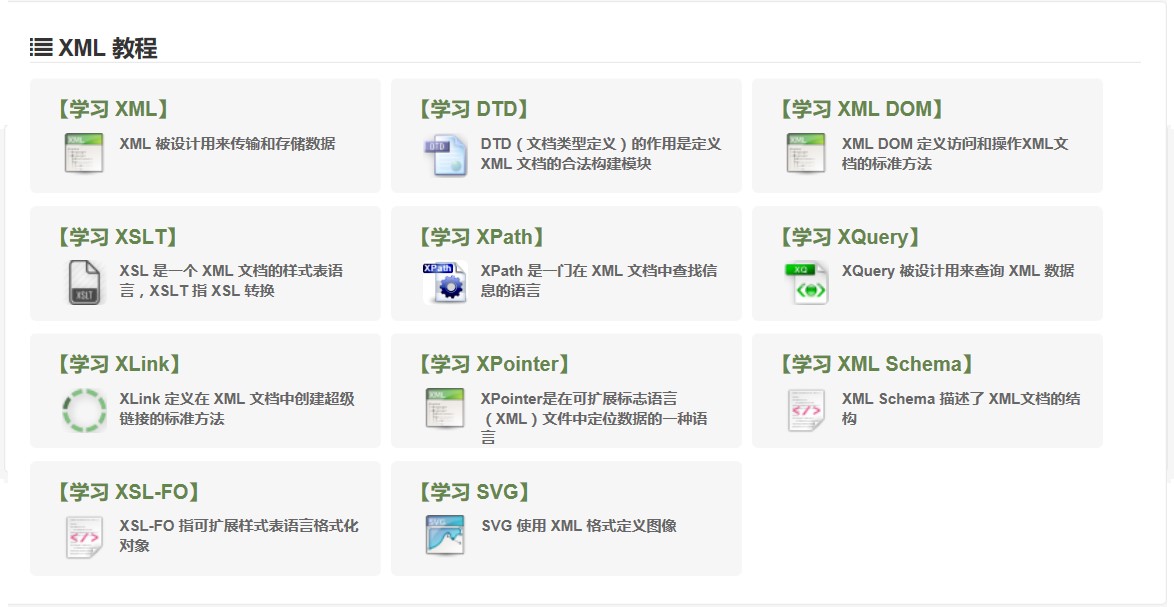 XML 教程
【学习 XML】
XML
XML 被设计用来传输和存储数据
【学习 DTD】
DTD
DTD（文档类型定义）的作用是定义
XML 文档的合法构建模块
【学习 XML DOM】
XML
XML DOM 定义访问和操作XML文
档的标准方法
【学习 XSLT】
XSLT
XSL 是一个 XML 文档的样式表语
言，XSLT 指 XSL 转换
【学习 XPath】
XPath
XPath 是一门在 XML 文档中查找信
息的语言
【学习 XQuery】
XQ
XQuery 被设计用来查询 XML 数据
【学习 XLink】
XLink 定义在 XML 文档中创建超级
链接的标准方法
【学习 XPointer】
XML
XPointer是在可扩展标志语言
（XML）文件中定位数据的一种语
言
【学习 XML Schema】
</>
XML Schema 描述了 XML文档的结
构
【学习 XSL-FO】
</>
XSL-FO 指可扩展样式表语言格式化
对象
【学习 SVG】
SVG
SVG 使用 XML 格式定义图像